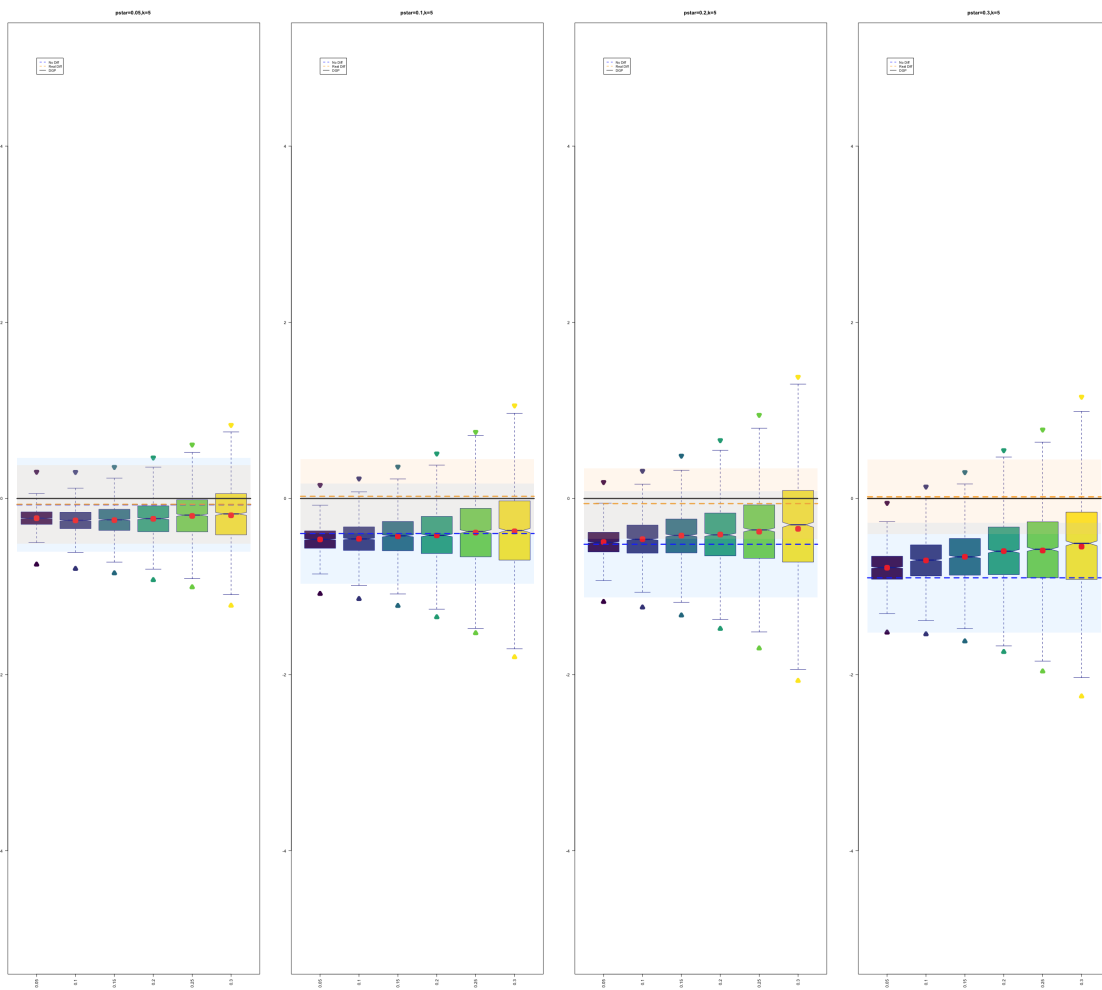 pstar=0.05,k=5
No Diff
Real Diff
DGP
4
2
0
-2
-4
0.05
0.1
0.15
0.2
0.25
0.3
pstar=0.1,k=5
No Diff
Real Diff
DGP
4
2
0
-2
-4
0.05
0.1
0.15
0.2
0.25
0.3
pstar=0.2,k=5
No Diff
Real Diff
DGP
4
2
0
-2
-4
0.05
0.1
0.15
0.2
0.25
0.3
pstar=0.3,k=5
No Diff
Real Diff
DGP
4
2
0
-2
-4
0.05
0.1
0.15
0.2
0.25
0.3